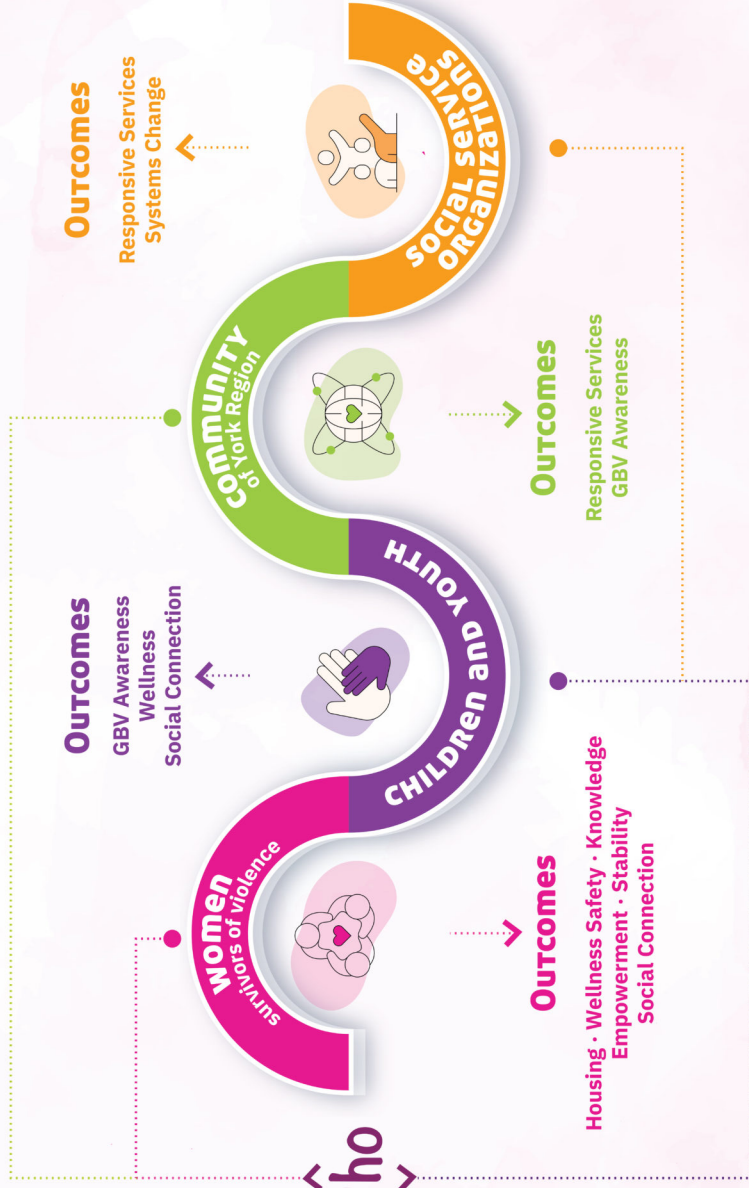 ho
Women
survivors of violence
Outcomes
Housing · Wellness Safety · Knowledge
Empowerment · Stability
Social Connection
Children and Youth
Outcomes
GBV Awareness
Wellness
Social Connection
Community
of York Region
Outcomes
Responsive Services
GBV Awareness
Social Service
Organizations
Outcomes
Responsive Services
Systems Change